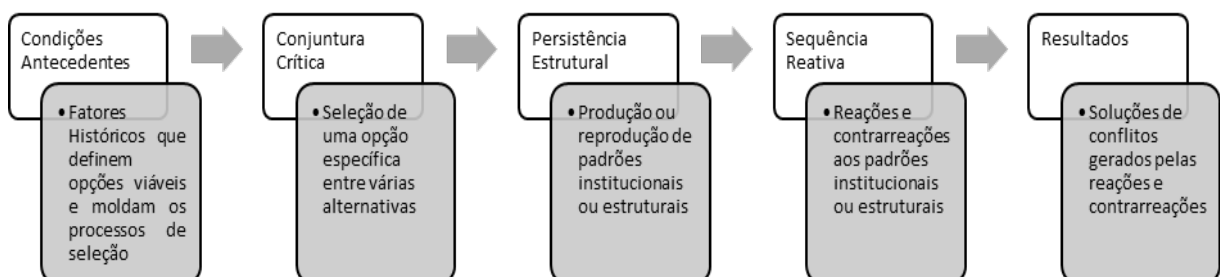 Condições
Antecedentes
• Fatores
Históricos que
definem
opções viáveis
e moldam os
processos de
seleção
Conjuntura
Crítica
• Seleção de
uma opção
específica
entre várias
alternativas
Persistência
Estrutural
• Produção ou
reprodução de
padrões
institucionais
ou estruturais
Sequência
Reativa
• Reações e
contrarreações
aos padrões
institucionais
ou estruturais
Resultados
• Soluções de
conflitos
gerados pelas
reações e
contrarreações